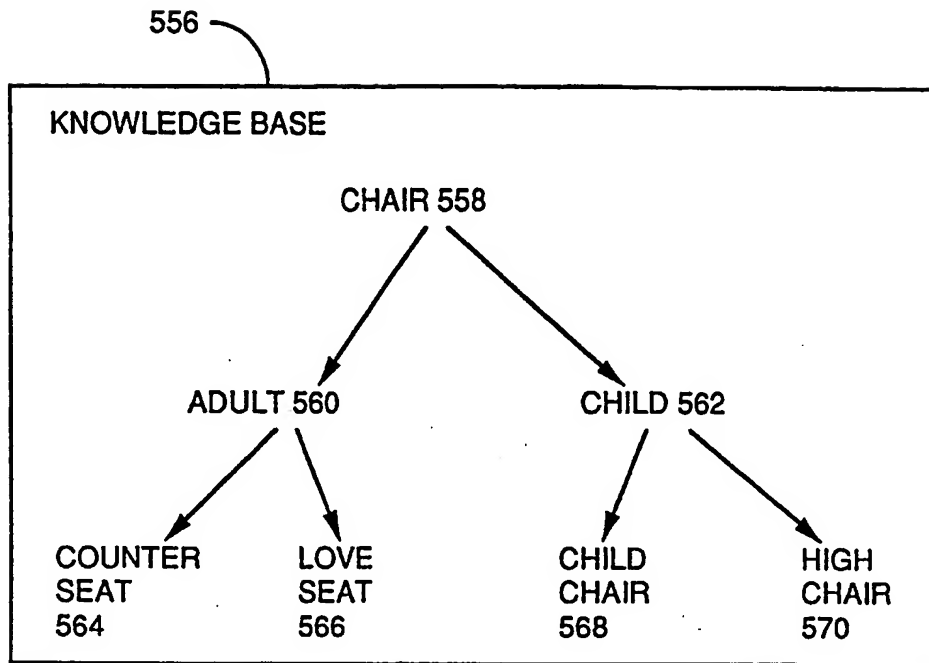 556
KNOWLEDGE BASE
CHAIR 558
ADULT 560
CHILD 562
COUNTER
SEAT
564
LOVE
SEAT
566
CHILD
CHAIR
568
HIGH
CHAIR
570